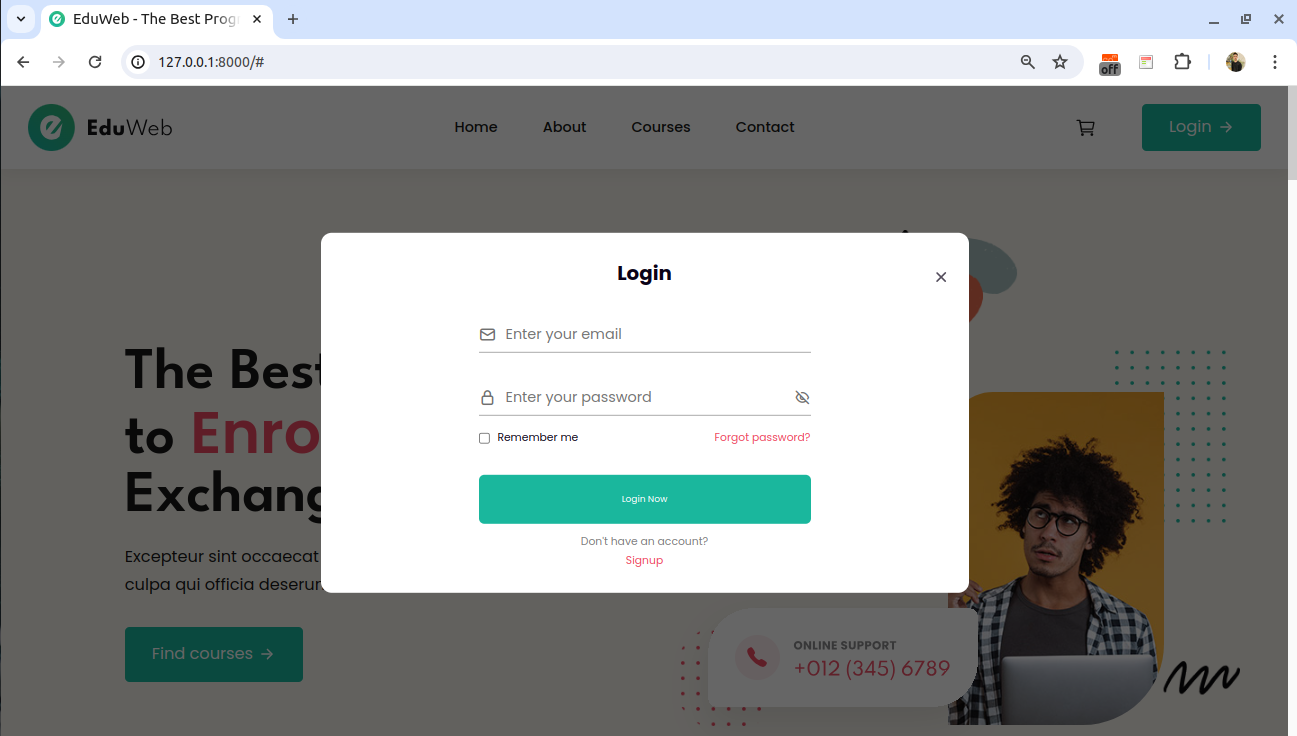 EduWeb - The Best Prog
127.0.0.1:8000/#
off
EduWeb
Home
About
Courses
Contact
Login
Login
Enter your email
Enter your password
Remember me
Forgot password?
Login Now
Don't have an account?
Signup
The Best
to Enro
Exchang
Excepteur sint occaecat
culpa qui officia deserun
Find courses
ONLINE SUPPORT
+012 (345) 6789